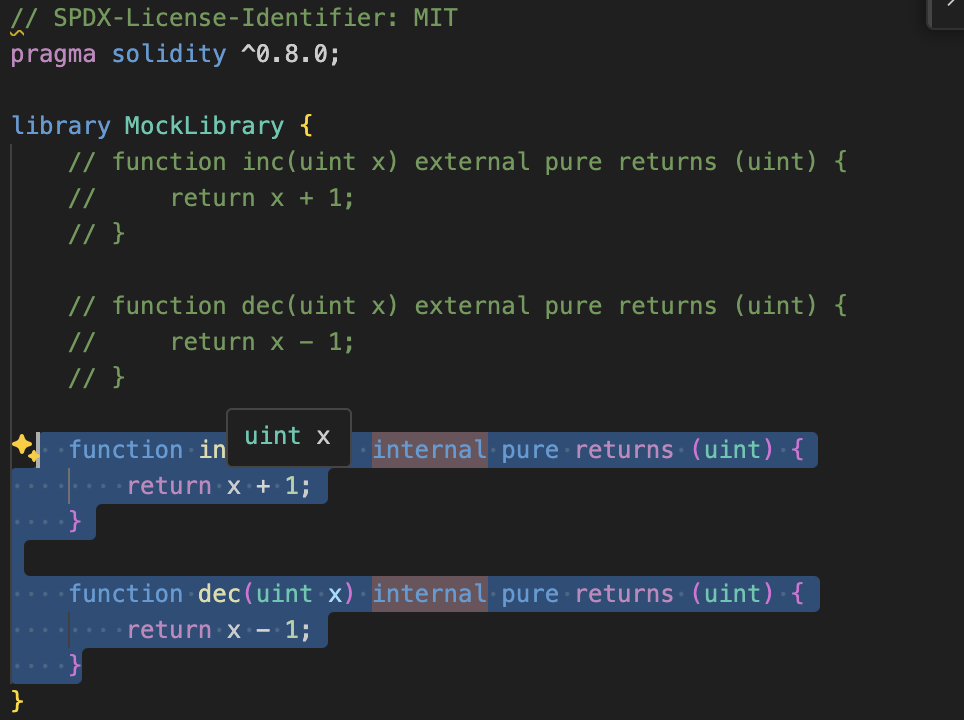 // SPDX-License-Identifier: MIT
pragma solidity ^0.8.0;
library MockLibrary {
// function inc(uint x) external pure returns (uint) {
//     return x + 1;
// }
// function dec(uint x) external pure returns (uint) {
//     return x - 1;
// }
uint x
function in internal pure returns (uint) {
return x + 1;
}
function dec(uint x) internal pure returns (uint) {
return x - 1;
}
}